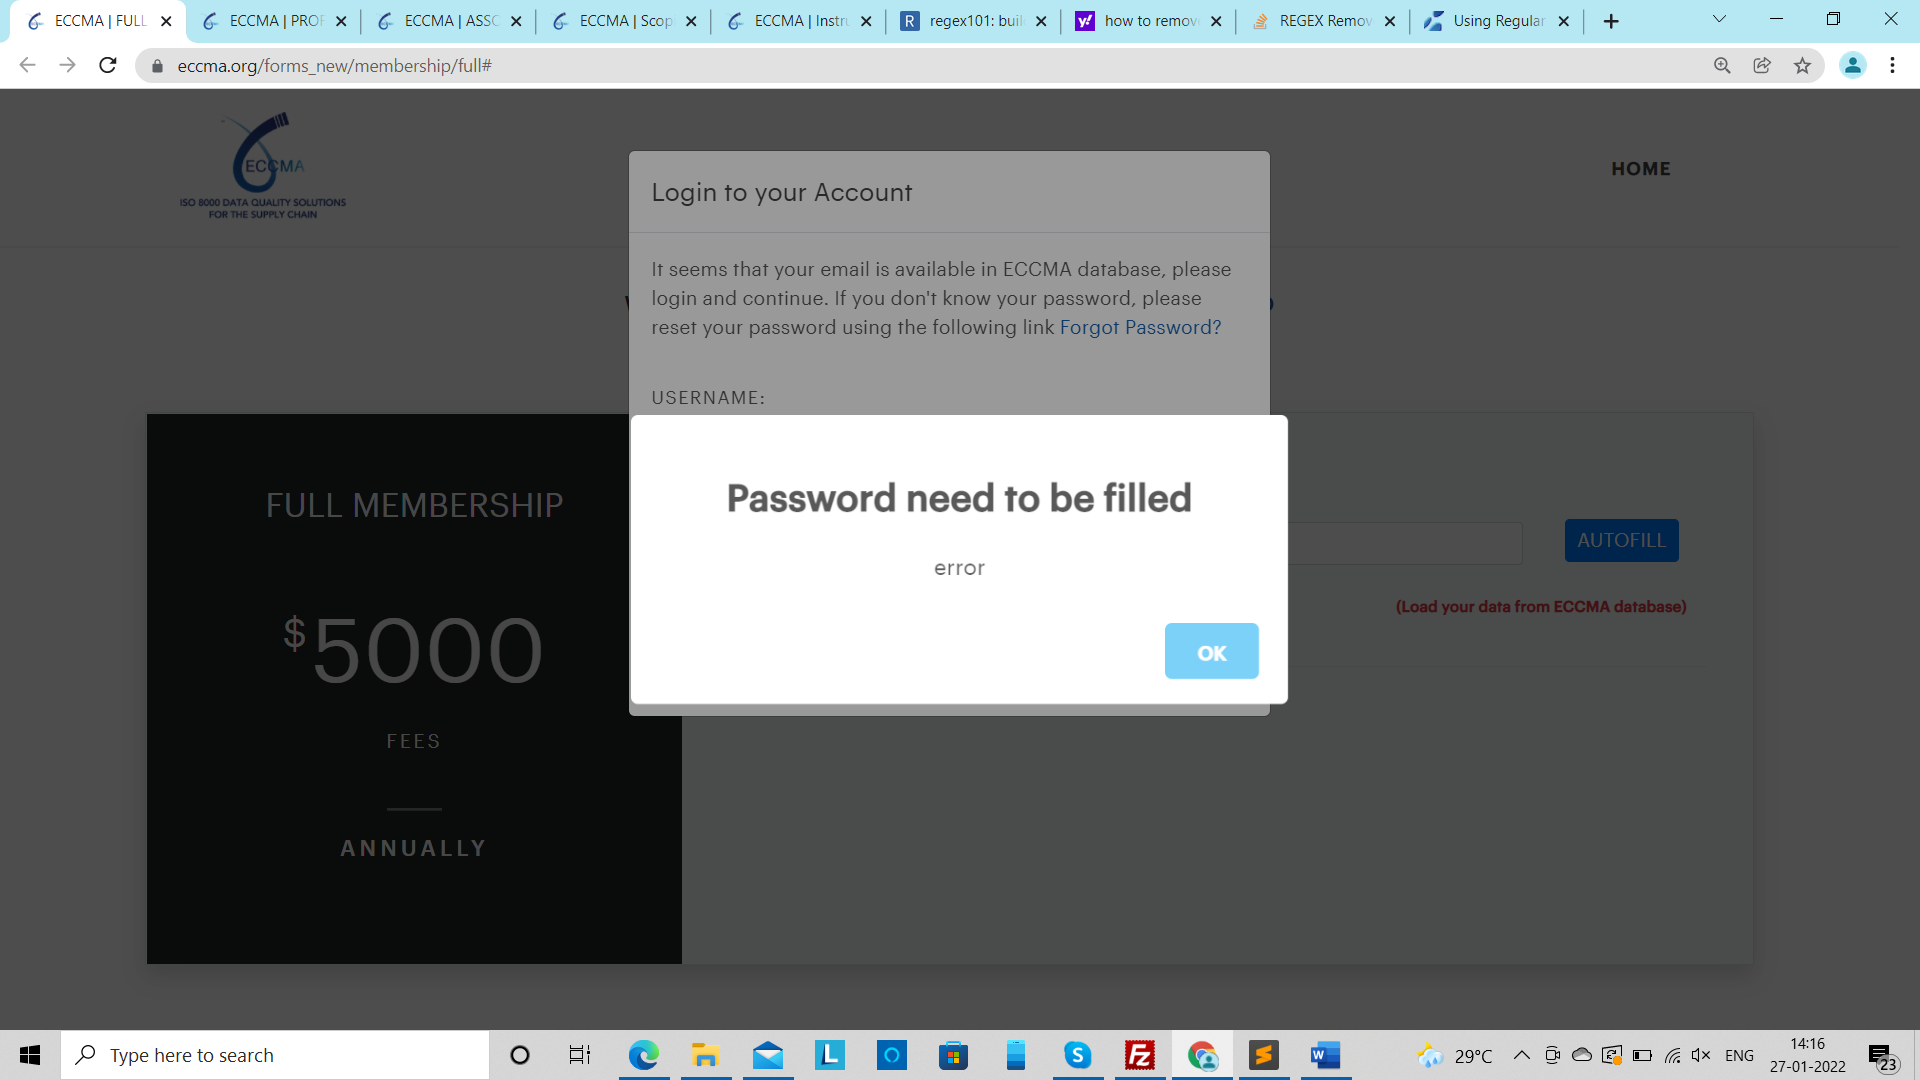 ECCMA | FULL
ECCMA | PROF
ECCMA | ASSO
ECCMA | Scop
ECCMA | Instru
regex101: buil
how to remov
REGEX Remov
Using Regular
eccma.org/forms_new/membership/full#
ECCMA
ISO 8000 DATA QUALITY SOLUTIONS
FOR THE SUPPLY CHAIN
HOME
Login to your Account
It seems that your email is available in ECCMA database, please
login and continue. If you don't know your password, please
reset your password using the following link Forgot Password?
USERNAME:
Password need to be filled
error
OK
FULL MEMBERSHIP
$5000
FEES
ANNUALLY
AUTOFILL
(Load your data from ECCMA database)
Type here to search
29°C
ENG
14:16
27-01-2022
23